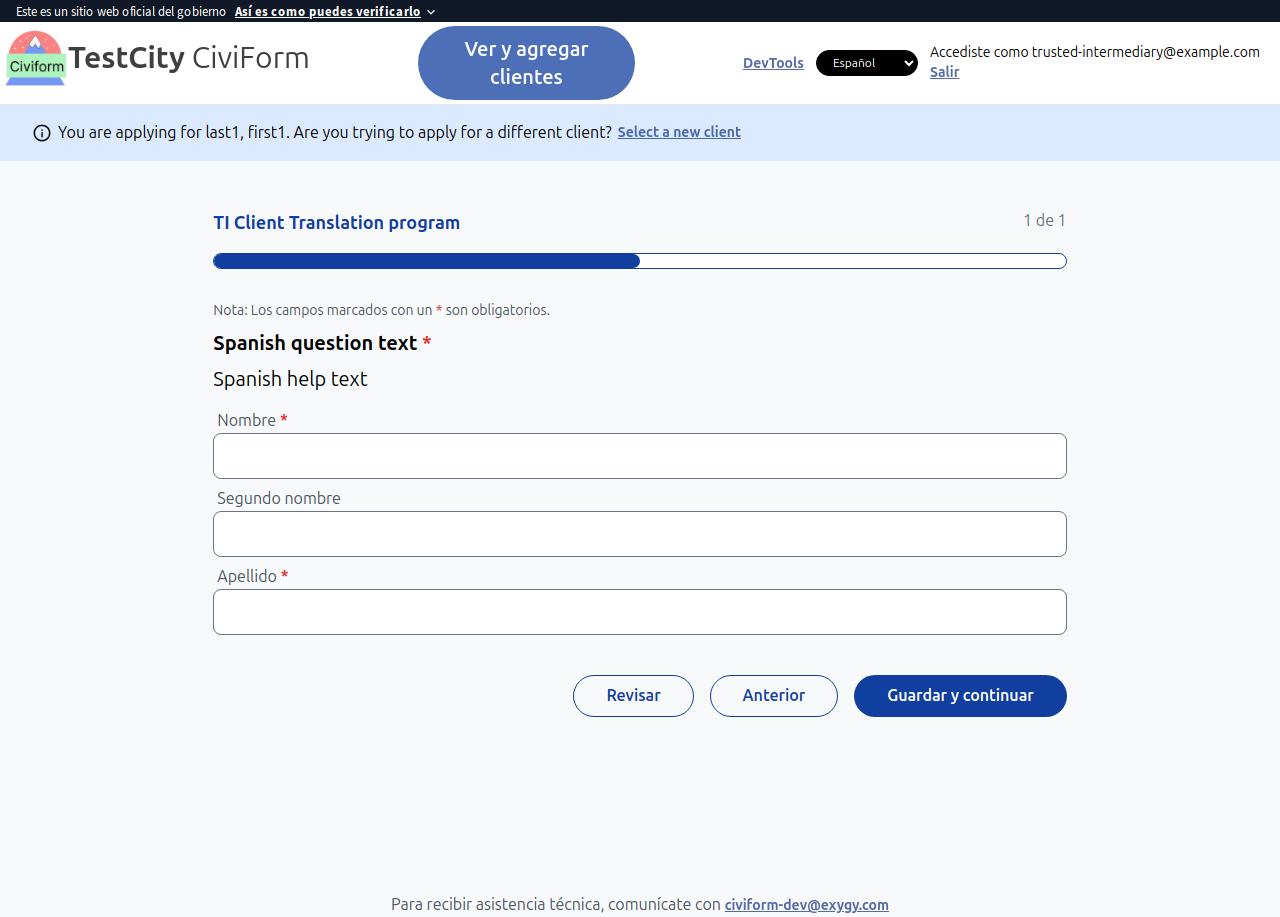 Este es un sitio web oficial del gobierno Así es como puedes verificarlo
Civiform
TestCity CiviForm
Ver y agregar
clientes
DevTools
Español
Accediste como trusted-intermediary@example.com
Salir
You are applying for last1, first1. Are you trying to apply for a different client? Select a new client
TI Client Translation program
1 de 1
Nota: Los campos marcados con un * son obligatorios.
Spanish question text *
Spanish help text
Nombre *
Segundo nombre
Apellido *
Revisar
Anterior
Guardar y continuar
Para recibir asistencia técnica, comunícate con civiform-dev@exygy.com